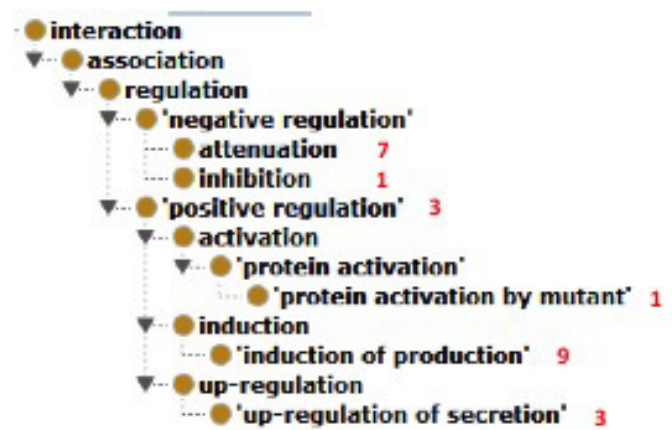 interaction
association
regulation
'negative regulation'
attenuation 7
inhibition 1
'positive regulation' 3
activation
'protein activation'
'protein activation by mutant' 1
induction
'induction of production' 9
up-regulation
'up-regulation of secretion' 3